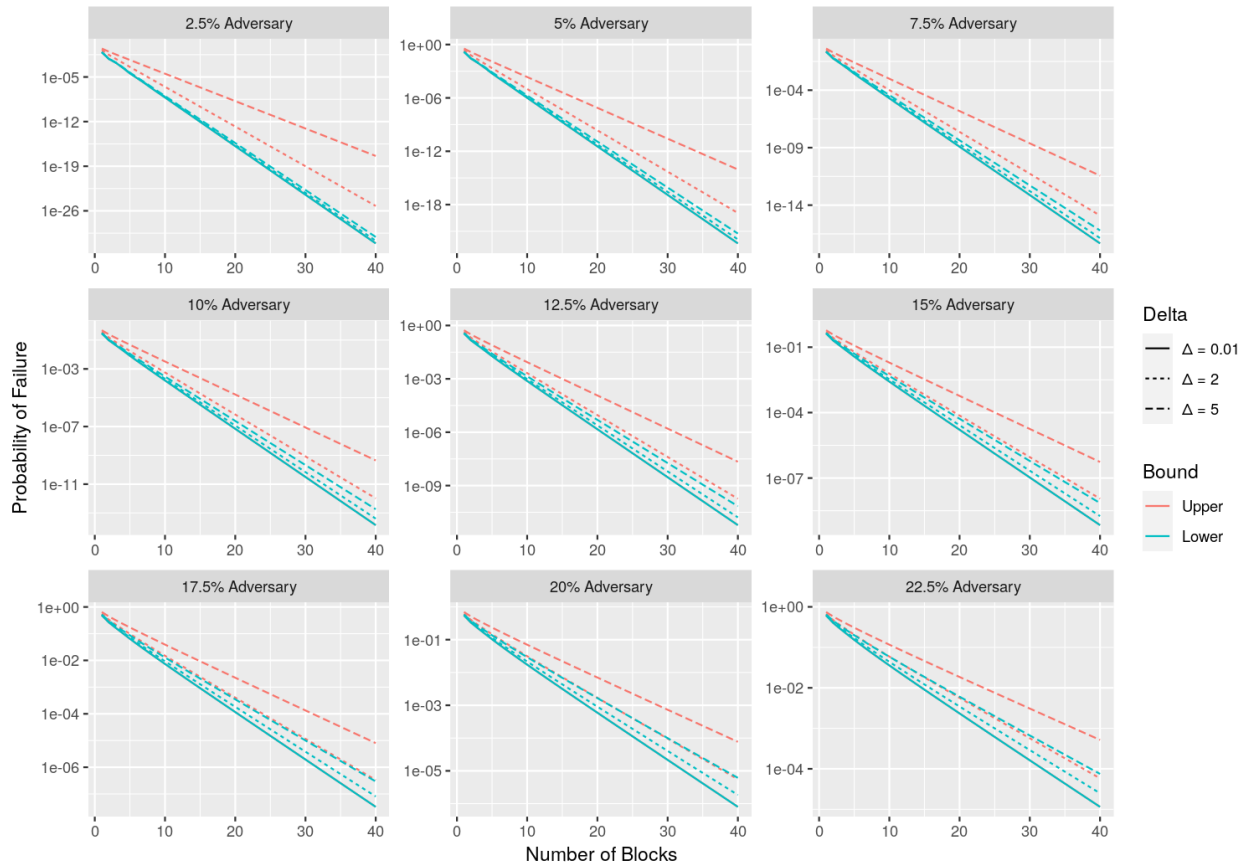 2.5% Adversary
5% Adversary
7.5% Adversary
1e-05
1e-12
1e-19
1e-26
0 10 20 30 40
1e+00
1e-06
1e-12
1e-18
0 10 20 30 40
1e-04
1e-09
1e-14
0 10 20 30 40
10% Adversary
12.5% Adversary
15% Adversary
1e-03
1e-07
1e-11
0 10 20 30 40
1e+00
1e-03
1e-06
1e-09
0 10 20 30 40
1e-01
1e-04
1e-07
0 10 20 30 40
17.5% Adversary
20% Adversary
22.5% Adversary
1e+00
1e-02
1e-04
1e-06
0 10 20 30 40
1e-01
1e-03
1e-05
0 10 20 30 40
1e+00
1e-02
1e-04
0 10 20 30 40
Probability of Failure
Number of Blocks
Delta
Δ = 0.01
Δ = 2
Δ = 5
Bound
Upper
Lower